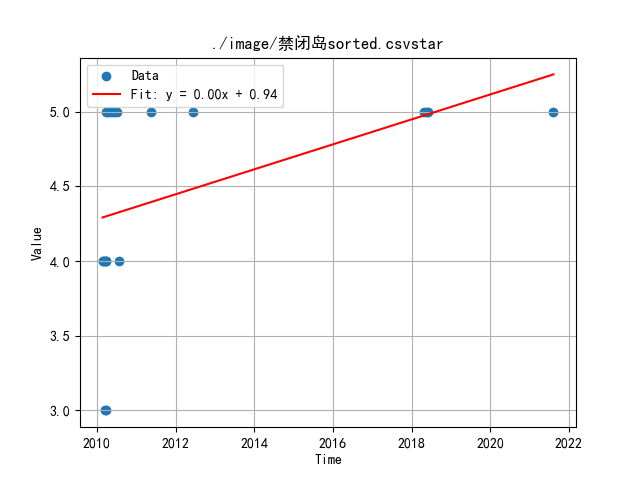 ./image/禁闭岛sorted.csvstar
Data
Fit: y = 0.00x + 0.94
Value
5.0
4.5
4.0
3.5
3.0
2010 2012 2014 2016 2018 2020 2022
Time